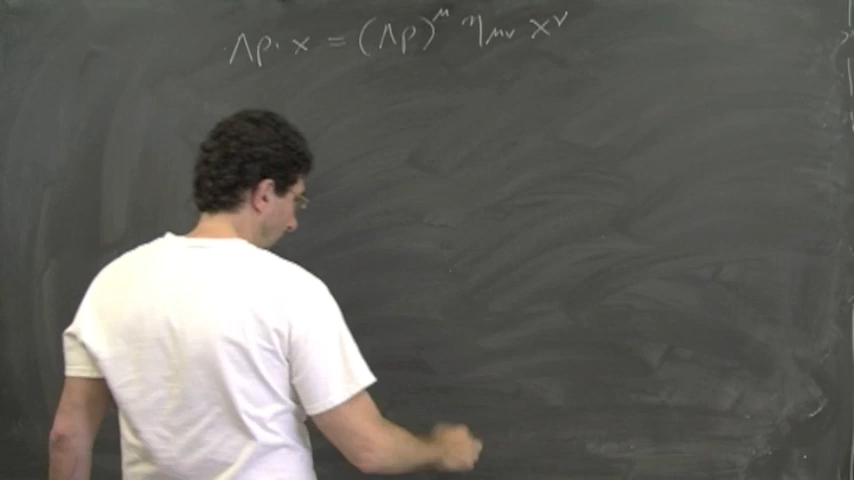 Λp·x = (Λp)^μ η_μν x^ν